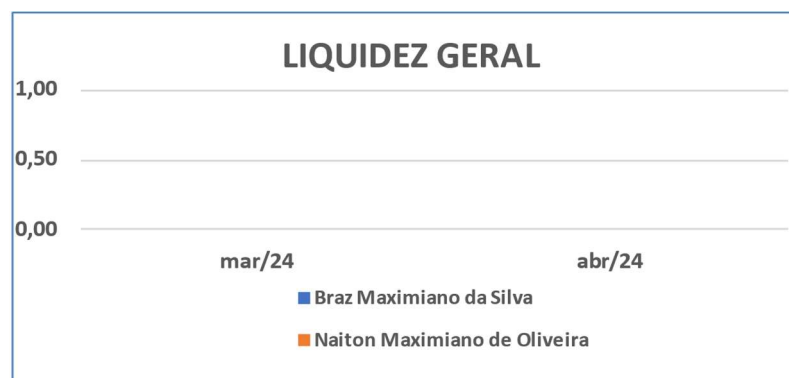 LIQUIDEZ GERAL
1,00
0,50
0,00
mar/24 abr/24
Braz Maximiano da Silva
Naiton Maximiano de Oliveira